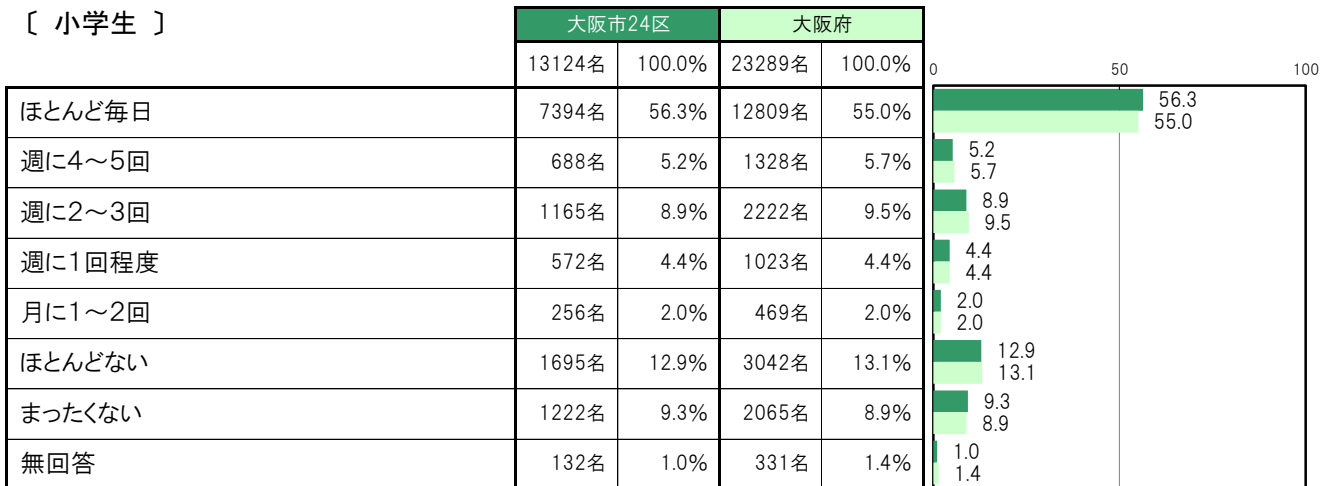 〔 小学生 〕
大阪市24区 大阪府
13124名 100.0% 23289名 100.0%
0 50 100
ほとんど毎日 7394名 56.3% 12809名 55.0% 56.3
55.0
週に4～5回 688名 5.2% 1328名 5.7% 5.2
5.7
週に2～3回 1165名 8.9% 2222名 9.5% 8.9
9.5
週に1回程度 572名 4.4% 1023名 4.4% 4.4
4.4
月に1～2回 256名 2.0% 469名 2.0% 2.0
2.0
ほとんどない 1695名 12.9% 3042名 13.1% 12.9
13.1
まったくない 1222名 9.3% 2065名 8.9% 9.3
8.9
無回答 132名 1.0% 331名 1.4% 1.0
1.4